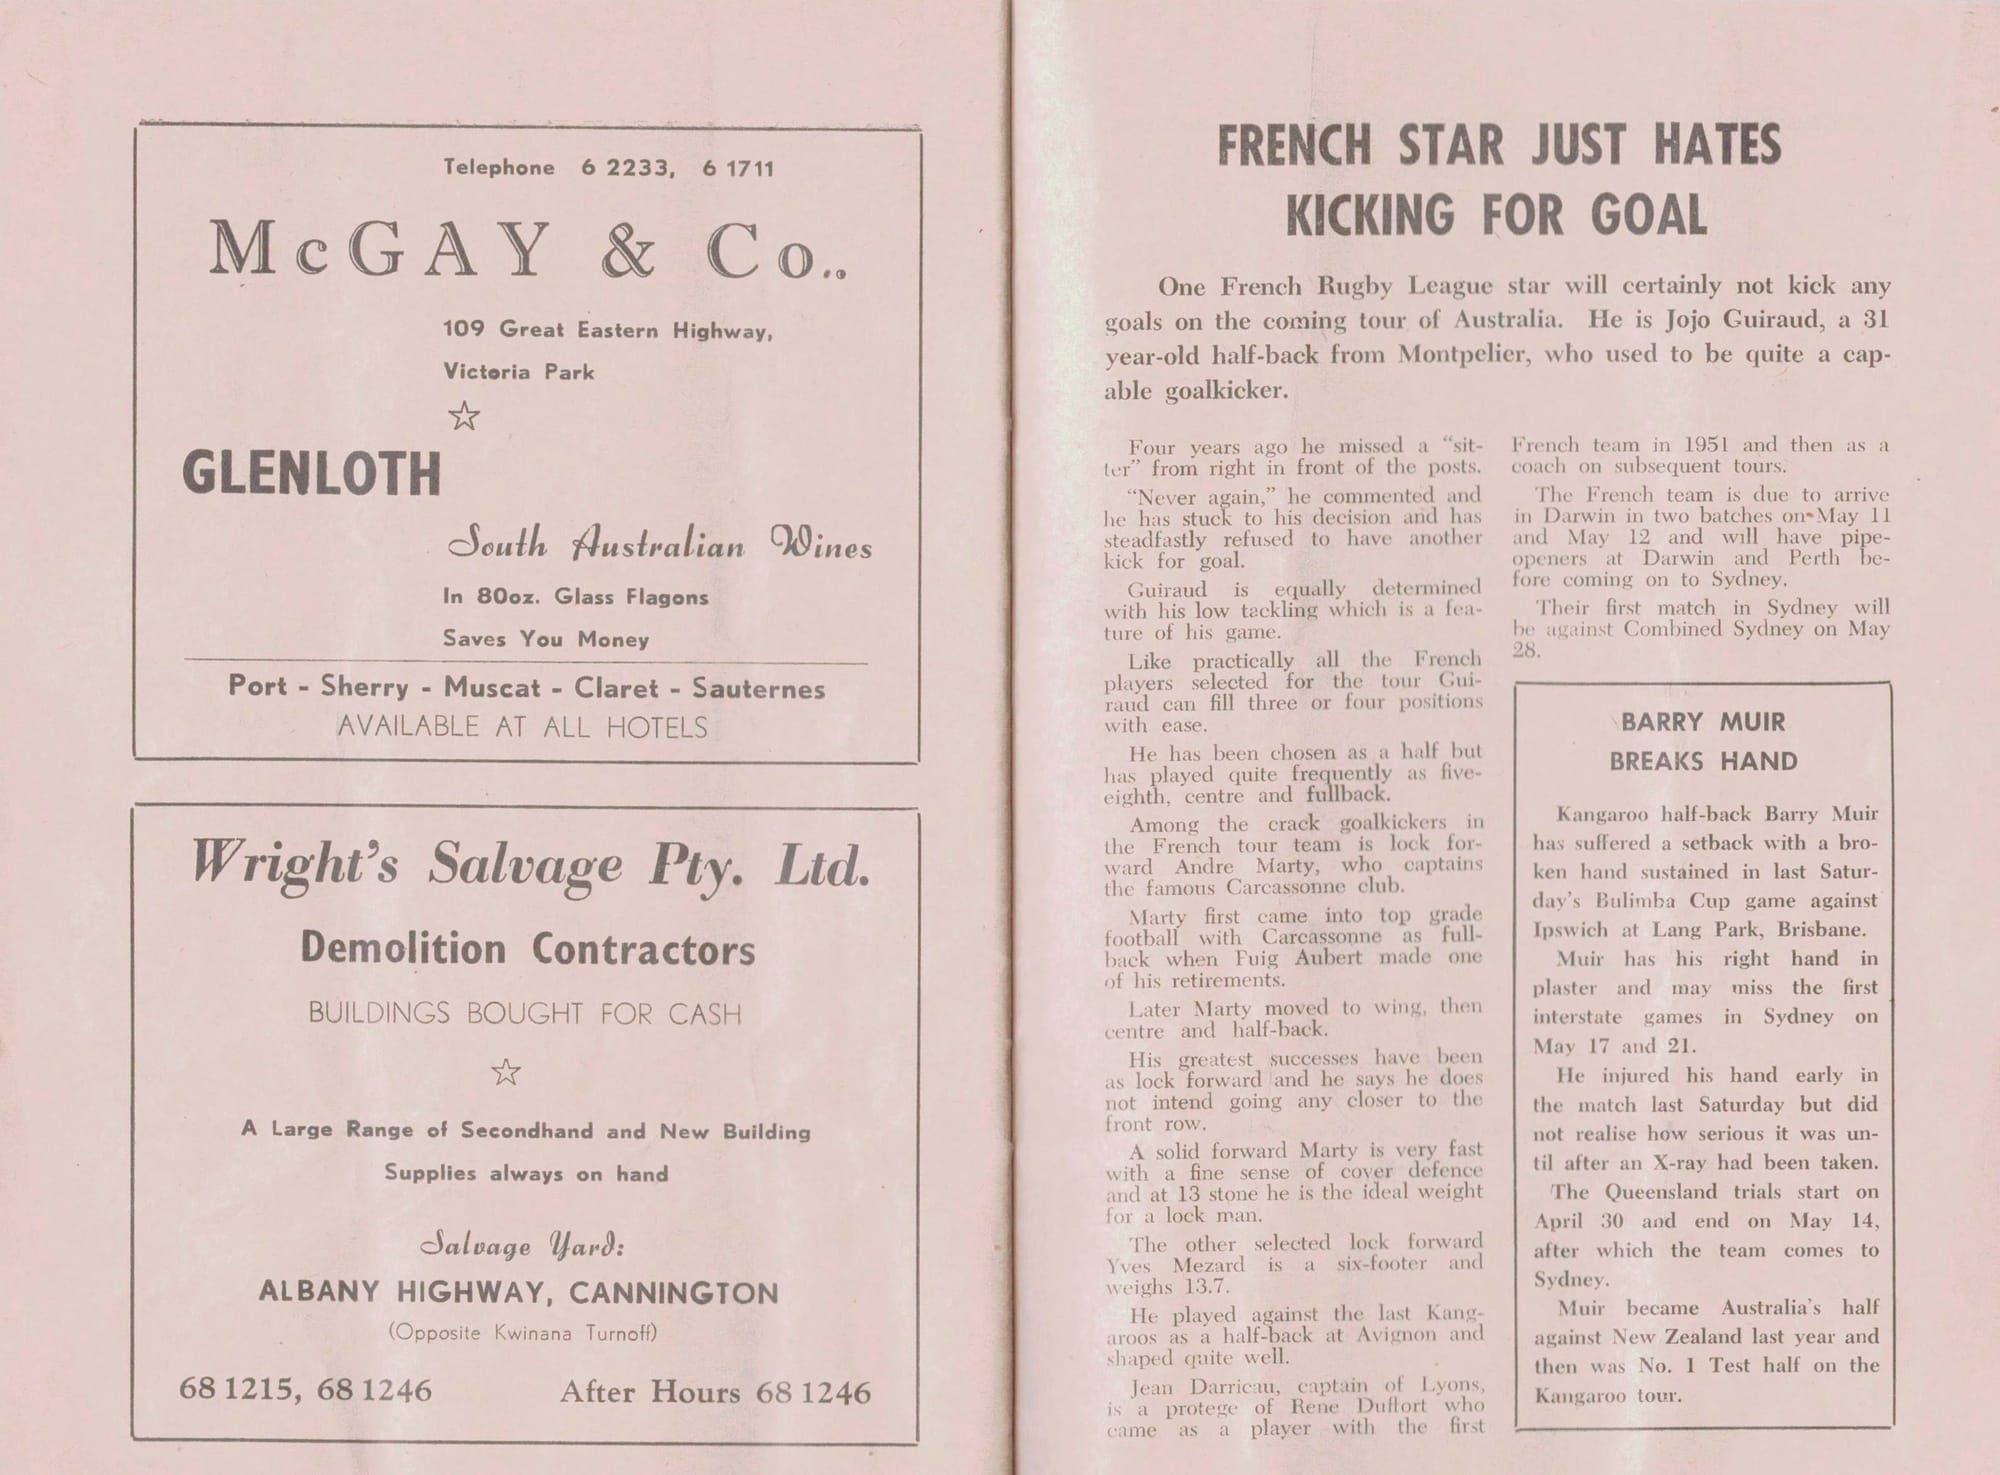 Telephone 6 2233, 6 1711
McGAY & Co..
109 Great Eastern Highway,
Victoria Park
GLENLOTH
South Australian Wines
In 80oz. Glass Flagons
Saves You Money
Port - Sherry - Muscat - Claret - Sauternes
AVAILABLE AT ALL HOTELS
Wright's Salvage Pty. Ltd.
Demolition Contractors
BUILDINGS BOUGHT FOR CASH
A Large Range of Secondhand and New Building
Supplies always on hand
Salvage Yard:
ALBANY HIGHWAY, CANNINGTON
(Opposite Kwinana Turnoff)
68 1215, 68 1246 After Hours 68 1246
FRENCH STAR JUST HATES
KICKING FOR GOAL
One French Rugby League star will certainly not kick any
goals on the coming tour of Australia. He is Jojo Guiraud, a 31
year-old half-back from Montpelier, who used to be quite a cap-
able goalkicker.
Four years ago he missed a "sit-
ter" from right in front of the posts.
"Never again," he commented and
he has stuck to his decision and has
steadfastly refused to have another
kick for goal.
Guiraud is equally determined
with his low tackling which is a fea-
ture of his game.
Like practically all the French
players selected for the tour Gui-
raud can fill three or four positions
with ease.
He has been chosen as a half but
has played quite frequently as five-
eighth, centre and fullback.
Among the crack goalkickers in
the French tour team is lock for-
ward Andre Marty, who captains
the famous Carcassonne club.
Marty first came into top grade
football with Carcassonne as full-
back when Puig Aubert made one
of his retirements.
Later Marty moved to wing, then
centre and half-back.
His greatest successes have been
as lock forward and he says he does
not intend going any closer to the
front row.
A solid forward Marty is very fast
with a fine sense of cover defence
and at 13 stone he is the ideal weight
for a lock man.
The other selected lock forward
Yves Mezard is a six-footer and
weighs 13.7.
He played against the last Kang-
aroos as a half-back at Avignon and
shaped quite well.
Jean Darricau, captain of Lyons,
is a protege of Rene Duffort who
came as a player with the first
French team in 1951 and then as a
coach on subsequent tours.
The French team is due to arrive
in Darwin in two batches on May 11
and May 12 and will have pipe-
openers at Darwin and Perth be-
fore coming on to Sydney.
Their first match in Sydney will
be against Combined Sydney on May
28.
BARRY MUIR
BREAKS HAND
Kangaroo half-back Barry Muir
has suffered a setback with a bro-
ken hand sustained in last Satur-
day's Bulimba Cup game against
Ipswich at Lang Park, Brisbane.
Muir has his right hand in
plaster and may miss the first
interstate games in Sydney on
May 17 and 21.
He injured his hand early in
the match last Saturday but did
not realise how serious it was un-
til after an X-ray had been taken.
The Queensland trials start on
April 30 and end on May 14,
after which the team comes to
Sydney.
Muir became Australia's half
against New Zealand last year and
then was No. 1 Test half on the
Kangaroo tour.